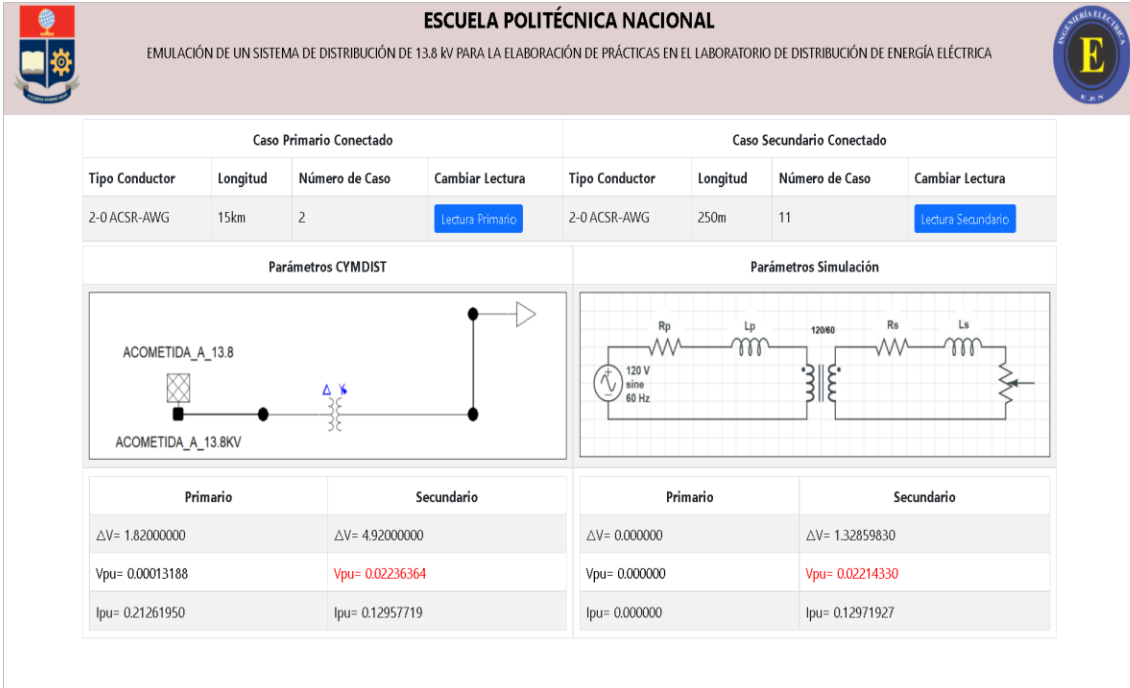 ESCUELA POLITÉCNICA NACIONAL
EMULACIÓN DE UN SISTEMA DE DISTRIBUCIÓN DE 13.8 kV PARA LA ELABORACIÓN DE PRÁCTICAS EN EL LABORATORIO DE DISTRIBUCIÓN DE ENERGÍA ELÉCTRICA
INGENIERÍA ELÉCTRICA
E
E.P.N
Caso Primario Conectado Caso Secundario Conectado
Tipo Conductor Longitud Número de Caso Cambiar Lectura Tipo Conductor Longitud Número de Caso Cambiar Lectura
2-0 ACSR-AWG 15km 2 Lectura Primario 2-0 ACSR-AWG 250m 11 Lectura Secundario
Parámetros CYMDIST Parámetros Simulación
ACOMETIDA_A_13.8
ACOMETIDA_A_13.8KV
Rp Lp 120/60 Rs Ls
120 V
sine
60 Hz
Primario Secundario Primario Secundario
△V= 1.82000000 △V= 4.92000000 △V= 0.000000 △V= 1.32859830
Vpu= 0.00013188 Vpu= 0.02236364 Vpu= 0.000000 Vpu= 0.02214330
Ipu= 0.21261950 Ipu= 0.12957719 Ipu= 0.000000 Ipu= 0.12971927